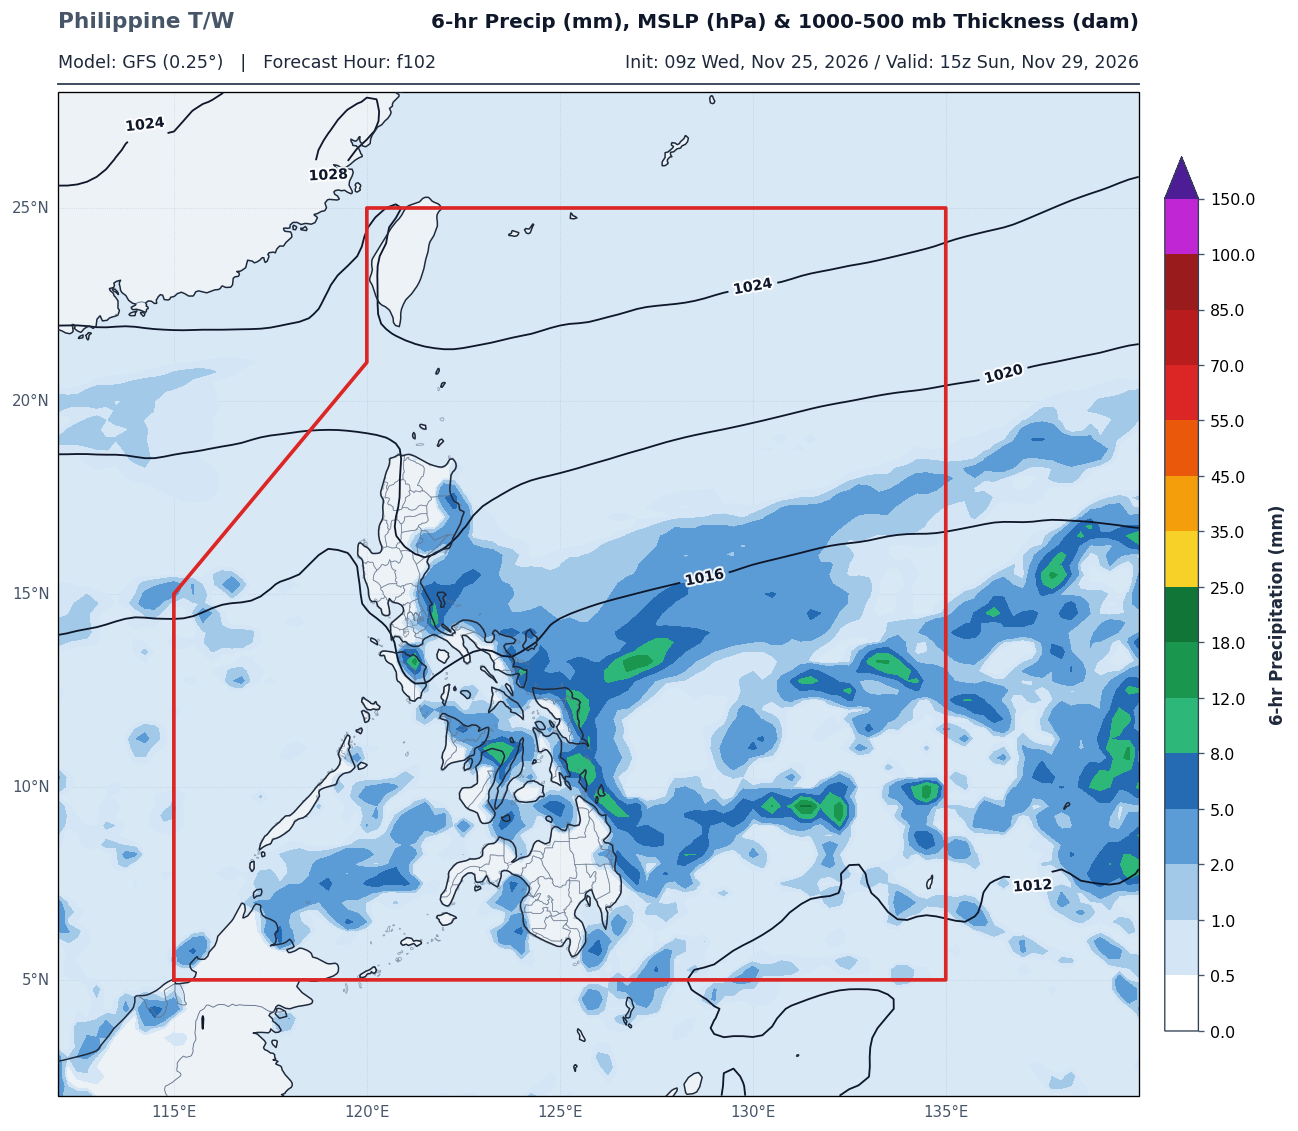 Philippine T/W
6-hr Precip (mm), MSLP (hPa) & 1000-500 mb Thickness (dam)
Model: GFS (0.25°) | Forecast Hour: f102
Init: 09z Wed, Nov 25, 2026 / Valid: 15z Sun, Nov 29, 2026
1024
1028
1024
1020
1016
1012
25°N
20°N
15°N
10°N
5°N
115°E
120°E
125°E
130°E
135°E
150.0
100.0
85.0
70.0
55.0
45.0
35.0
25.0
18.0
12.0
8.0
5.0
2.0
1.0
0.5
0.0
6-hr Precipitation (mm)